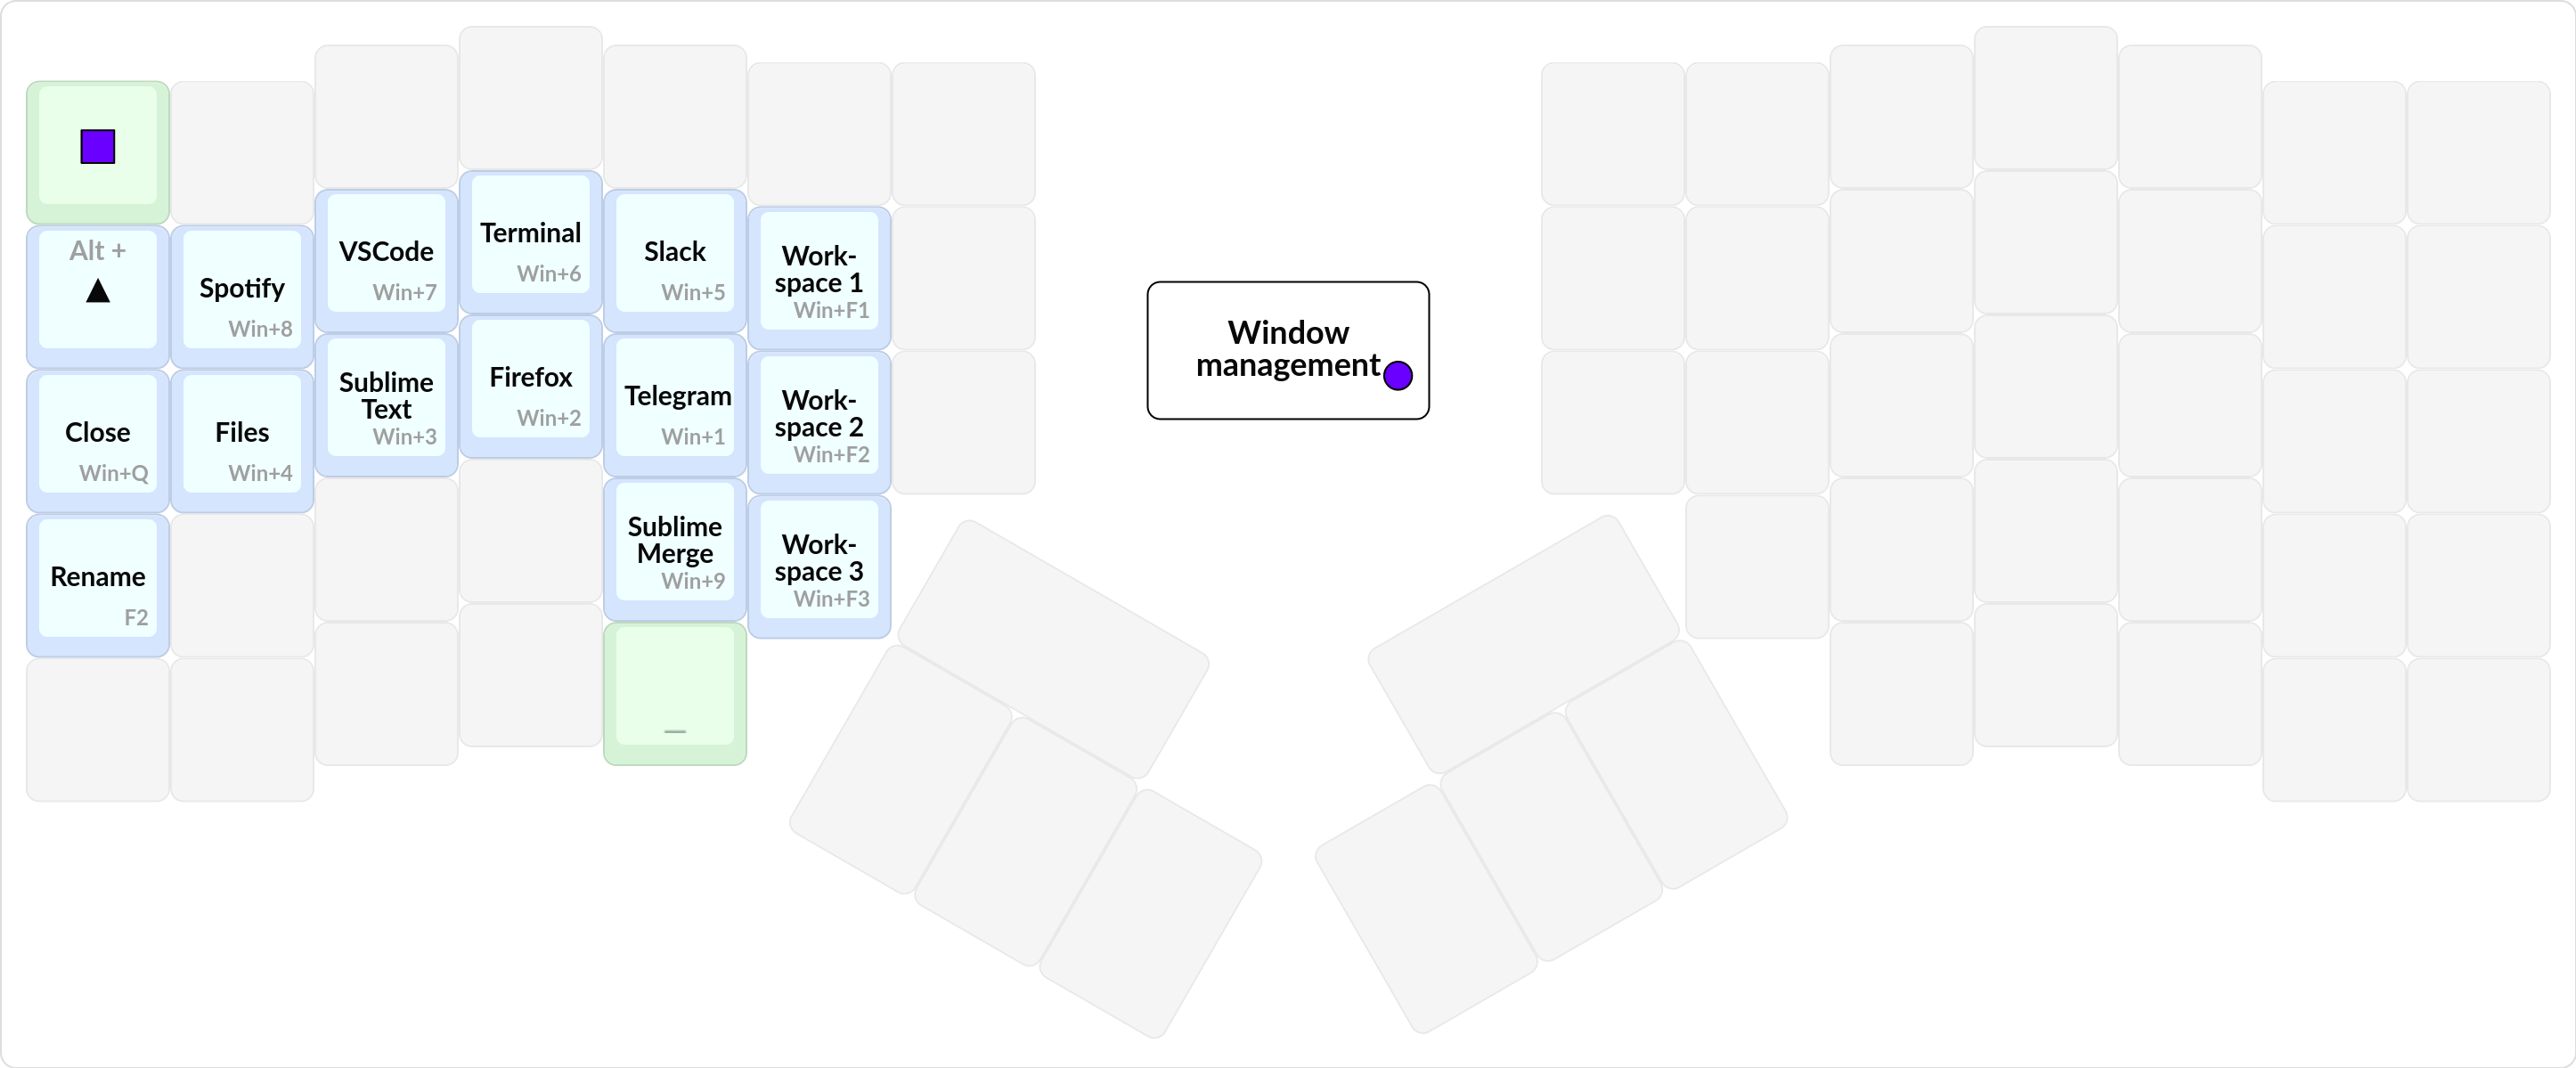 Alt +
▲
Spotify
Win+8
VSCode
Win+7
Terminal
Win+6
Slack
Win+5
Work-
space 1
Win+F1
Close
Win+Q
Files
Win+4
Sublime
Text
Win+3
Firefox
Win+2
Telegram
Win+1
Work-
space 2
Win+F2
Rename
F2
Sublime
Merge
Win+9
Work-
space 3
Win+F3
_
Window
management